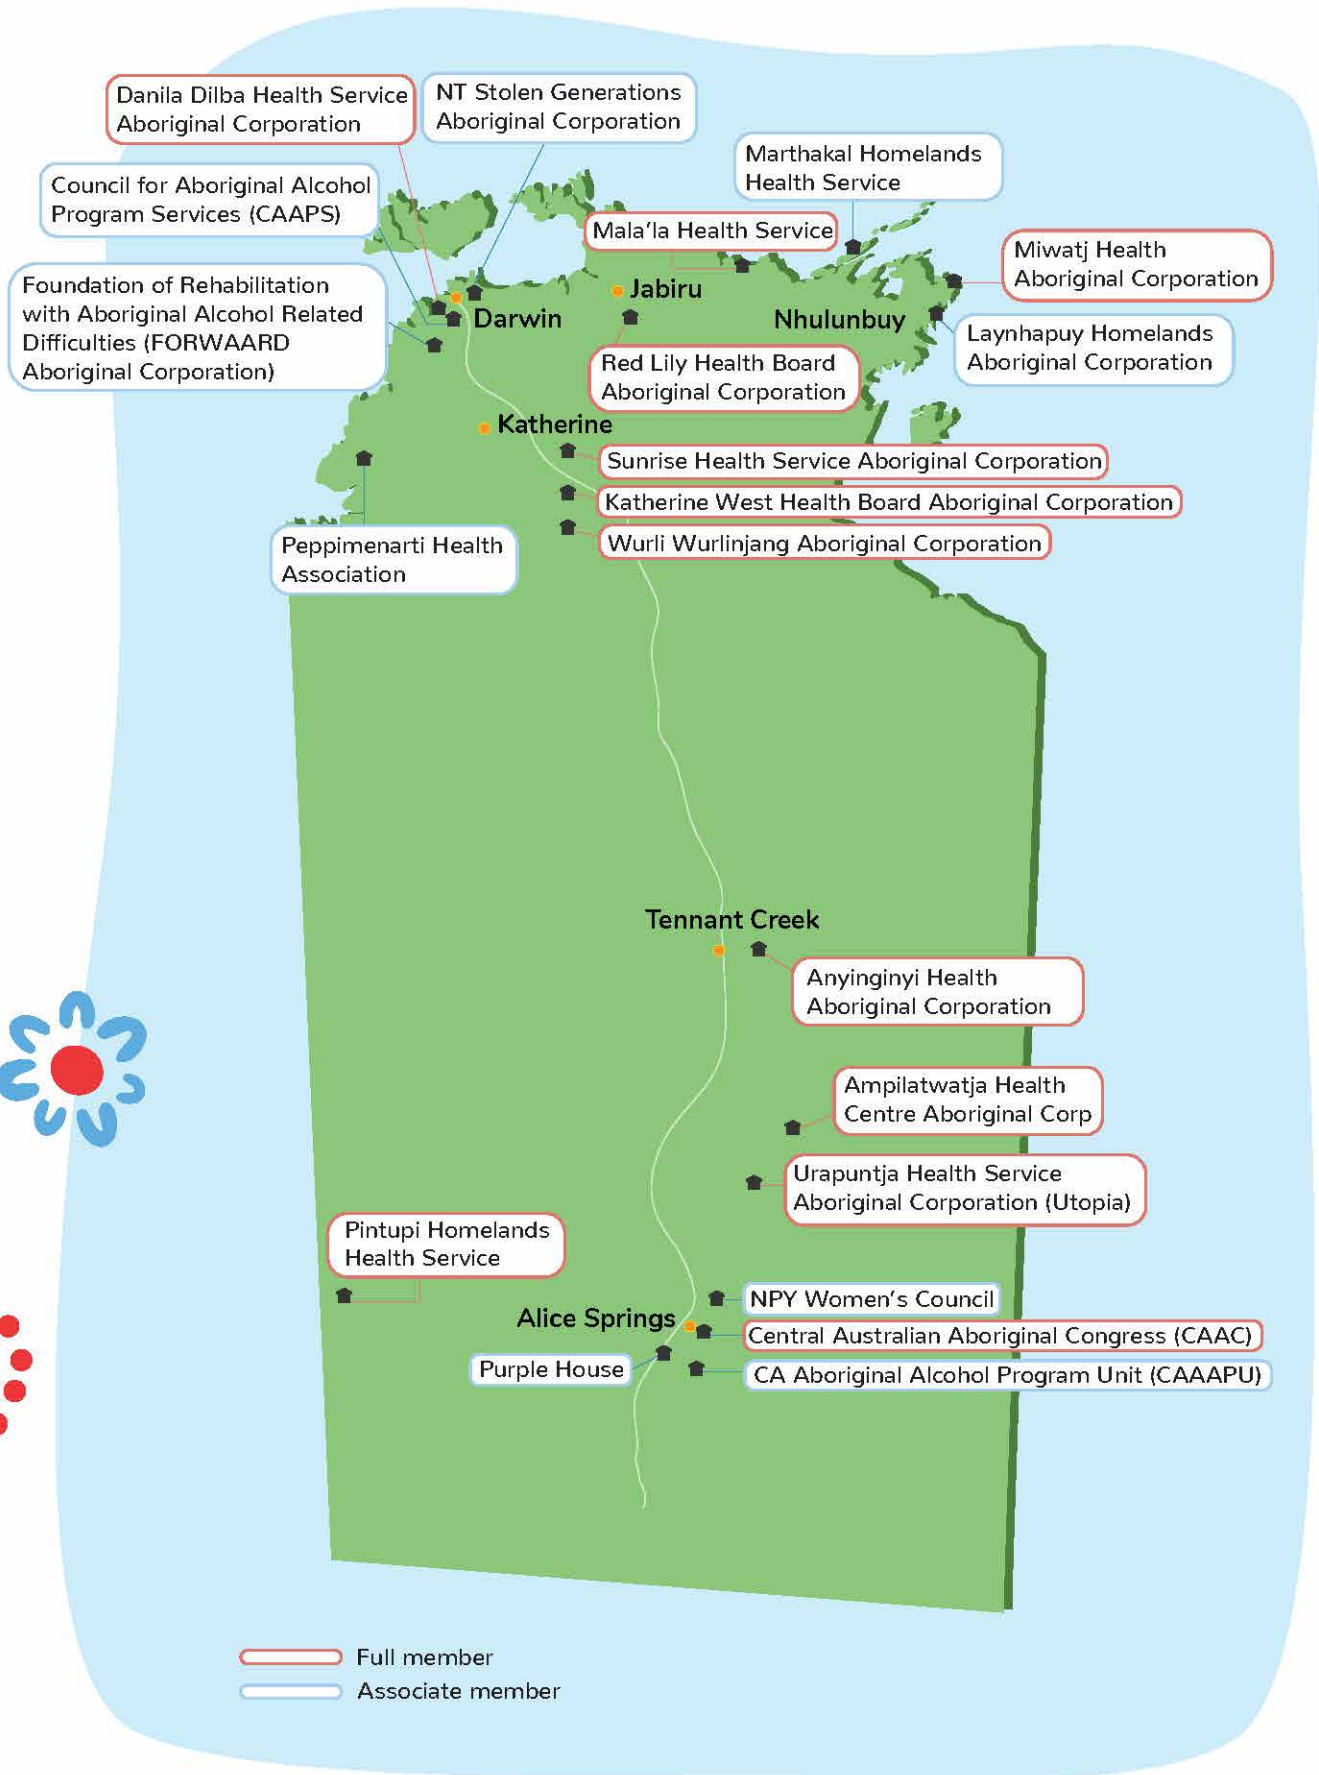 Danila Dilba Health Service
Aboriginal Corporation
NT Stolen Generations
Aboriginal Corporation
Marthakal Homelands
Health Service
Council for Aboriginal Alcohol
Program Services (CAAPS)
Mala’la Health Service
Miwatj Health
Aboriginal Corporation
Foundation of Rehabilitation
with Aboriginal Alcohol Related
Difficulties (FORWAARD
Aboriginal Corporation)
Jabiru
Darwin
Nhulunbuy
Laynhapuy Homelands
Aboriginal Corporation
Red Lily Health Board
Aboriginal Corporation
Katherine
Sunrise Health Service Aboriginal Corporation
Katherine West Health Board Aboriginal Corporation
Wurli Wurlinjang Aboriginal Corporation
Peppimenarti Health
Association
Tennant Creek
Anyinginyi Health
Aboriginal Corporation
Ampilatwatja Health
Centre Aboriginal Corp
Urapuntja Health Service
Aboriginal Corporation (Utopia)
Pintupi Homelands
Health Service
NPY Women’s Council
Alice Springs
Central Australian Aboriginal Congress (CAAC)
Purple House
CA Aboriginal Alcohol Program Unit (CAAAPU)
Full member
Associate member